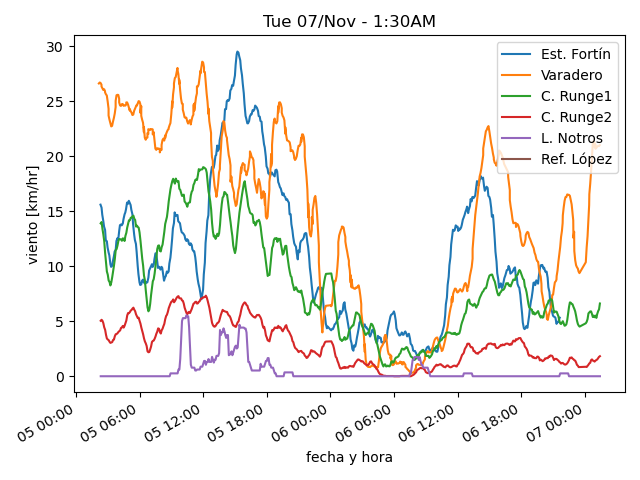 Tue 07/Nov - 1:30AM
30
25
20
15
10
5
0
viento [km/hr]
Est. Fortín
Varadero
C. Runge1
C. Runge2
L. Notros
Ref. López
05 00:00
05 06:00
05 12:00
05 18:00
06 00:00
06 06:00
06 12:00
06 18:00
07 00:00
fecha y hora